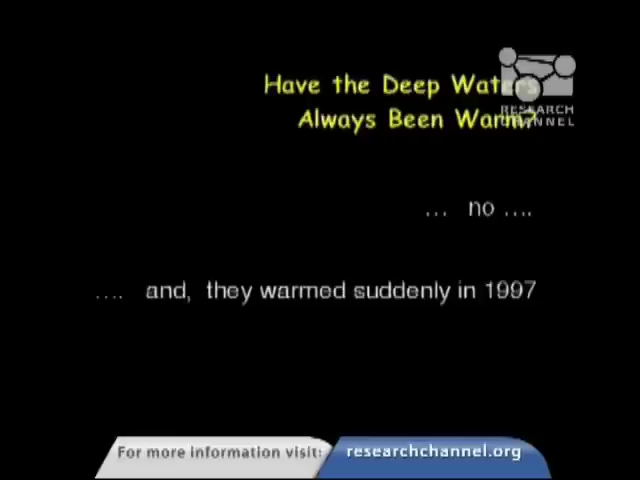 Have the Deep Waters
Always Been Warm?
RESEARCH
CHANNEL
... no ....
.... and, they warmed suddenly in 1997
For more information visit: researchchannel.org